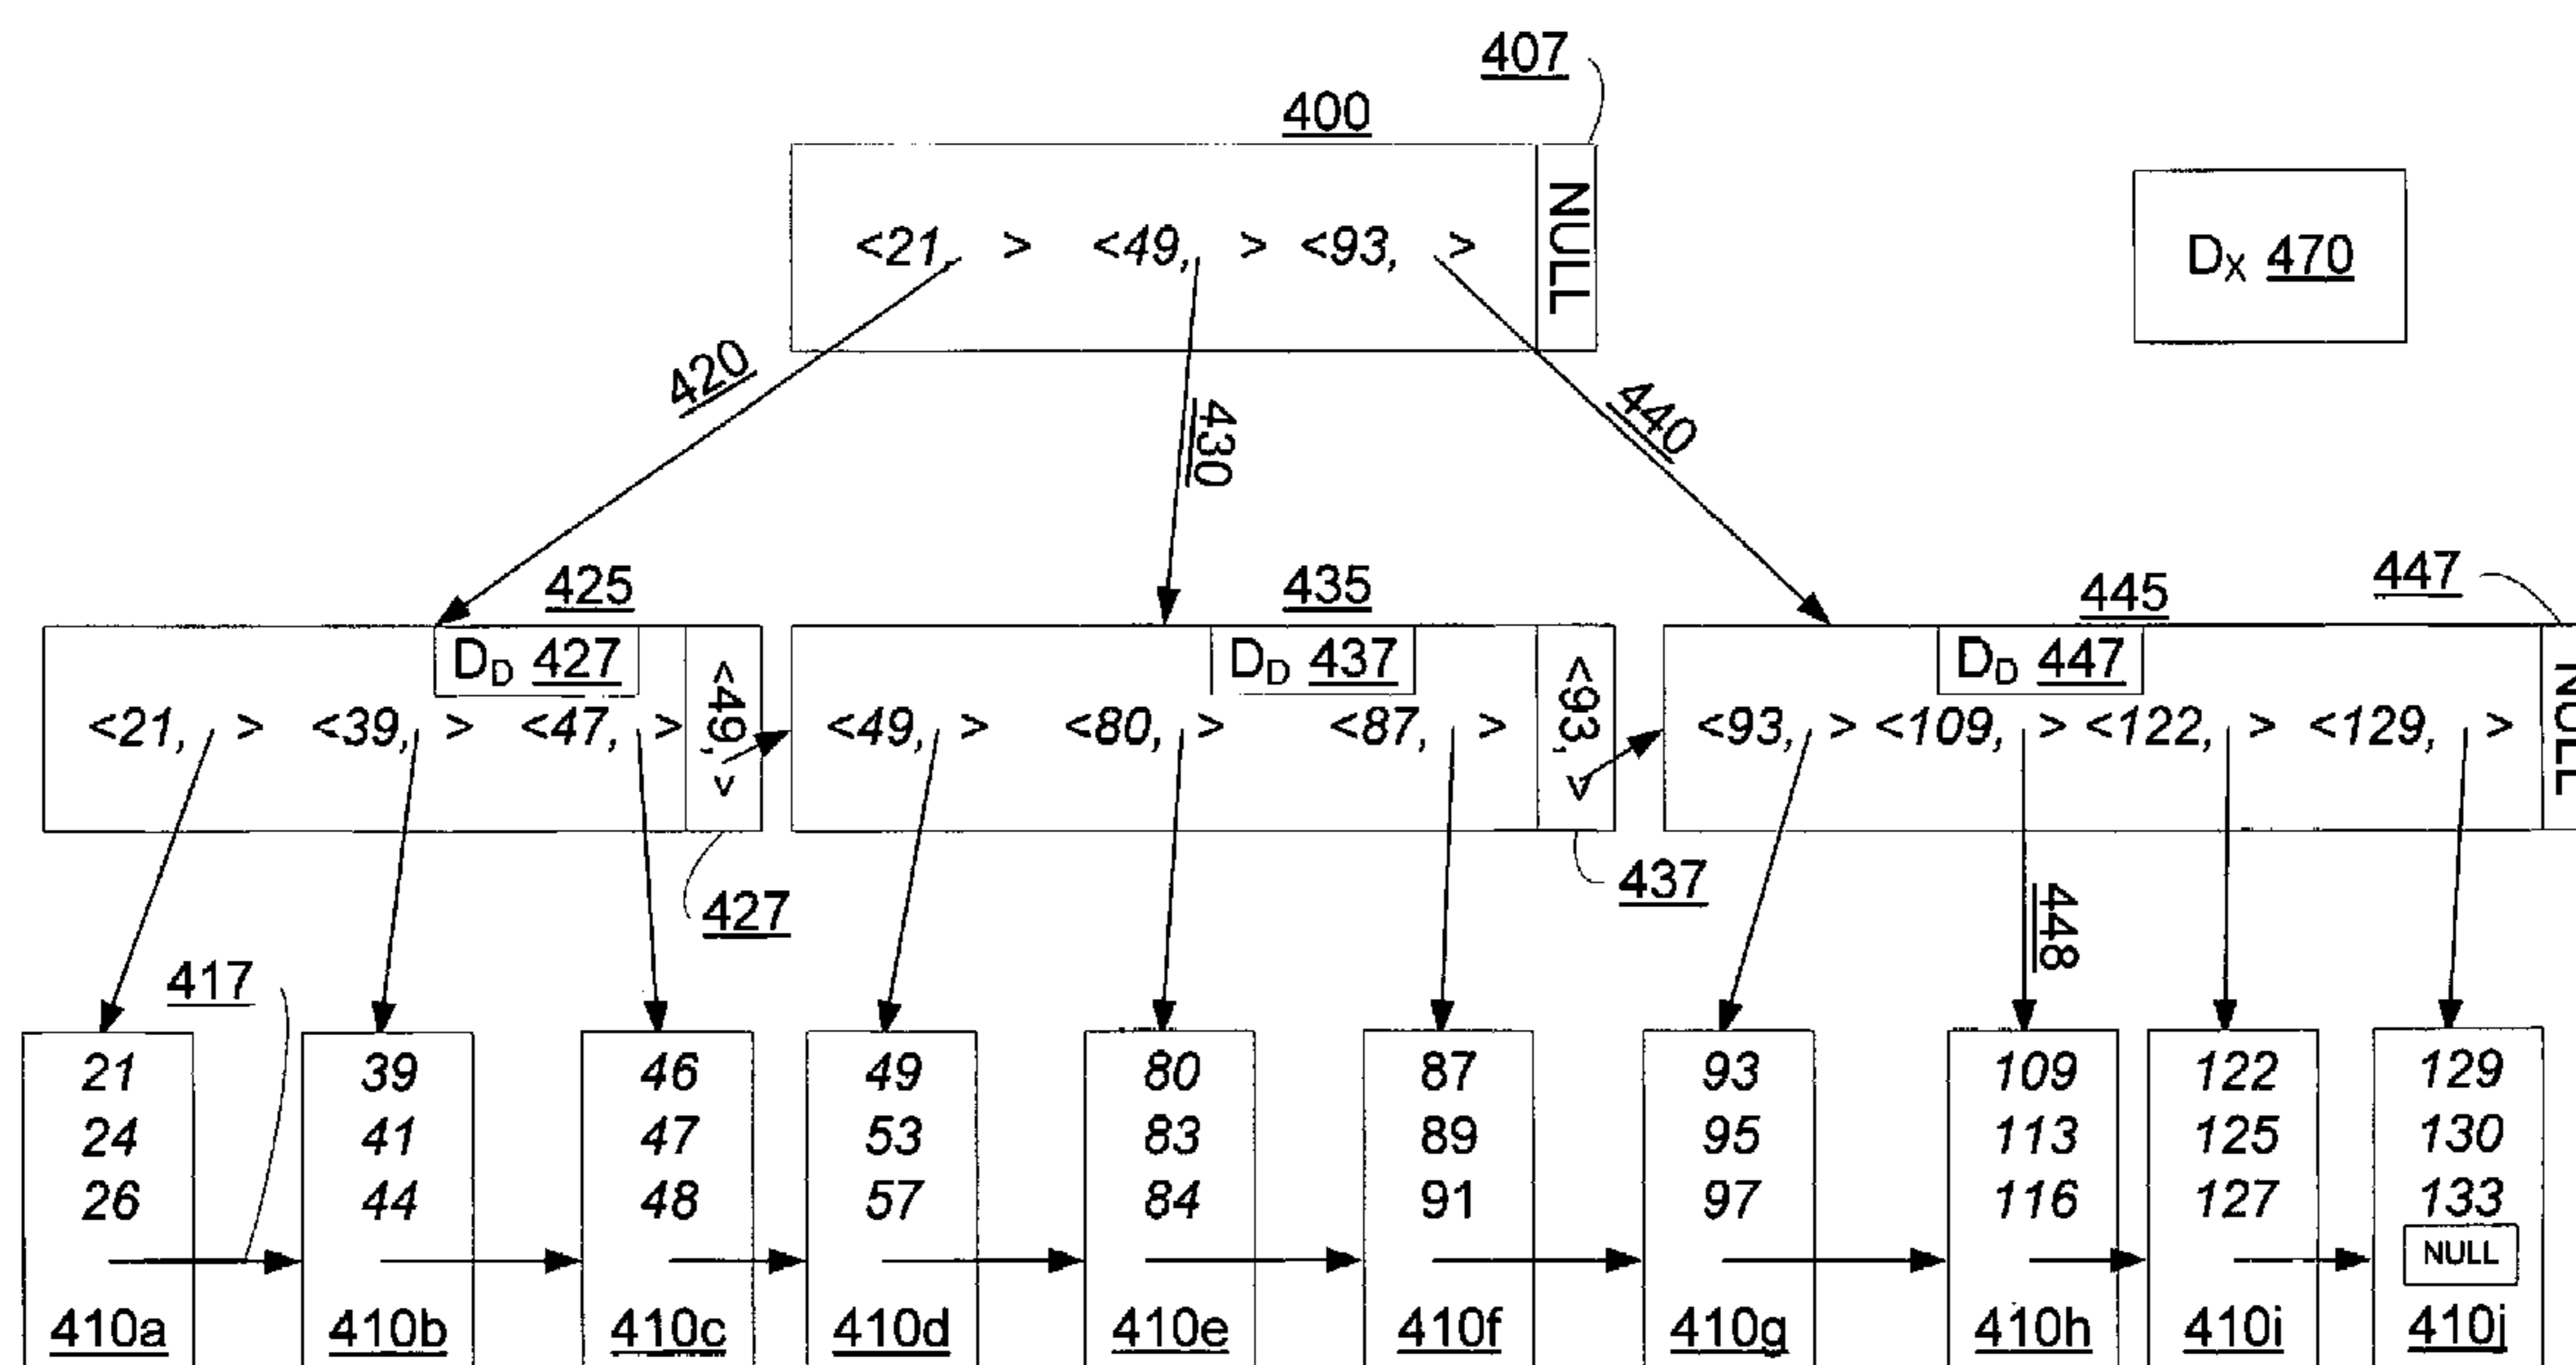 407
400
<21, > <49, > <93, >
NULL
Dx 470
420
430
440
425
435
445
447
DD 427
DD 437
DD 447
<21, > <39, > <47, >
<49, >
<49, > <80, > <87, >
<93, >
<93, > <109, > <122, > <129, >
NULL
427
437
448
417
21
24
26
410a
39
41
44
410b
46
47
48
410c
49
53
57
410d
80
83
84
410e
87
89
91
410f
93
95
97
410g
109
113
116
410h
122
125
127
410i
129
130
133
NULL
410j